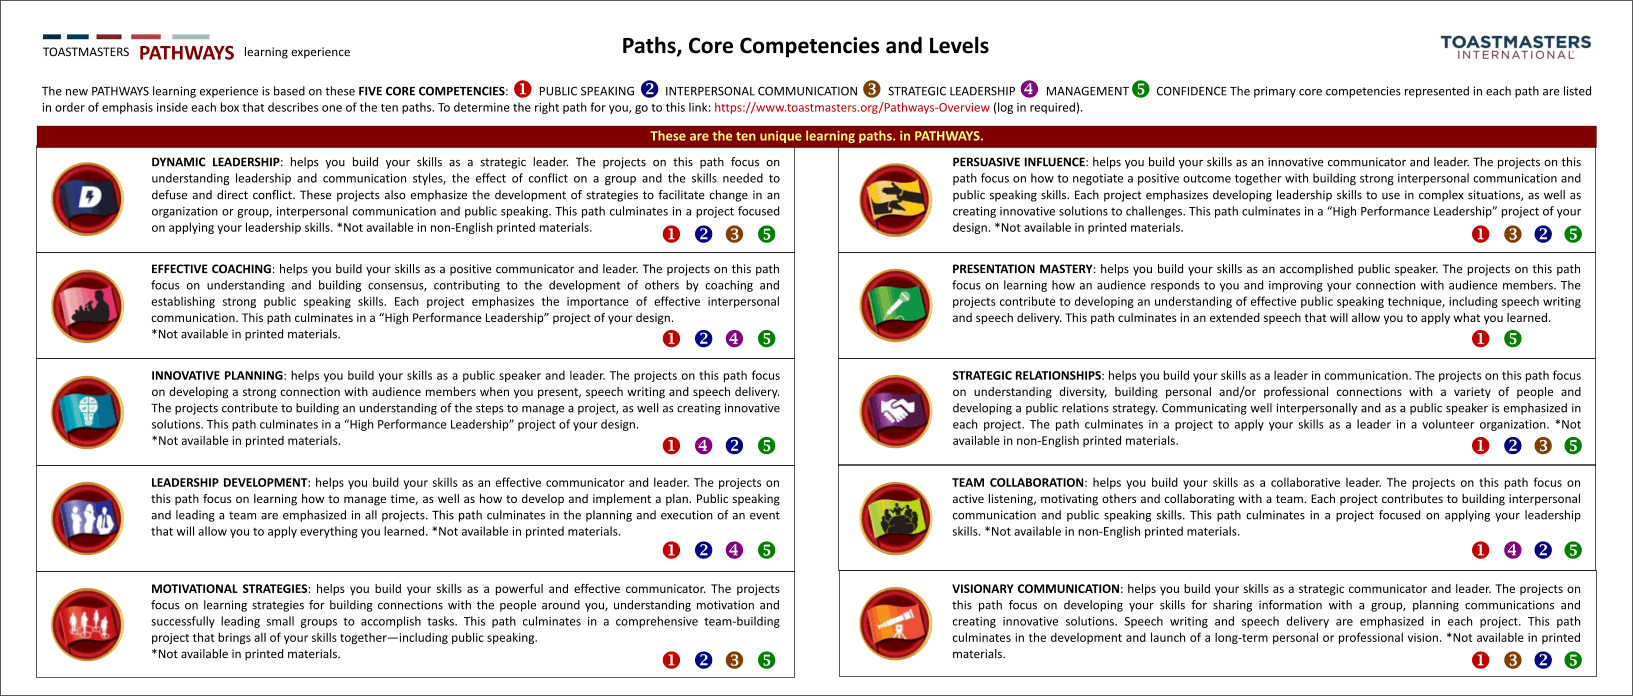 TOASTMASTERS PATHWAYS learning experience
Paths, Core Competencies and Levels
TOASTMASTERS
INTERNATIONAL
The new PATHWAYS learning experience is based on these FIVE CORE COMPETENCIES: 1 PUBLIC SPEAKING 2 INTERPERSONAL COMMUNICATION 3 STRATEGIC LEADERSHIP 4 MANAGEMENT 5 CONFIDENCE The primary core competencies represented in each path are listed
in order of emphasis inside each box that describes one of the ten paths. To determine the right path for you, go to this link: https://www.toastmasters.org/Pathways-Overview (log in required).
These are the ten unique learning paths. in PATHWAYS.
D
DYNAMIC LEADERSHIP: helps you build your skills as a strategic leader. The projects on this path focus on
understanding leadership and communication styles, the effect of conflict on a group and the skills needed to
defuse and direct conflict. These projects also emphasize the development of strategies to facilitate change in an
organization or group, interpersonal communication and public speaking. This path culminates in a project focused
on applying your leadership skills. *Not available in non-English printed materials.
1 2 3 5
EFFECTIVE COACHING: helps you build your skills as a positive communicator and leader. The projects on this path
focus on understanding and building consensus, contributing to the development of others by coaching and
establishing strong public speaking skills. Each project emphasizes the importance of effective interpersonal
communication. This path culminates in a “High Performance Leadership” project of your design.
*Not available in printed materials.
1 2 4 5
INNOVATIVE PLANNING: helps you build your skills as a public speaker and leader. The projects on this path focus
on developing a strong connection with audience members when you present, speech writing and speech delivery.
The projects contribute to building an understanding of the steps to manage a project, as well as creating innovative
solutions. This path culminates in a “High Performance Leadership” project of your design.
*Not available in printed materials.
1 4 2 5
LEADERSHIP DEVELOPMENT: helps you build your skills as an effective communicator and leader. The projects on
this path focus on learning how to manage time, as well as how to develop and implement a plan. Public speaking
and leading a team are emphasized in all projects. This path culminates in the planning and execution of an event
that will allow you to apply everything you learned. *Not available in printed materials.
1 2 4 5
MOTIVATIONAL STRATEGIES: helps you build your skills as a powerful and effective communicator. The projects
focus on learning strategies for building connections with the people around you, understanding motivation and
successfully leading small groups to accomplish tasks. This path culminates in a comprehensive team-building
project that brings all of your skills together—including public speaking.
*Not available in printed materials.
1 2 3 5
PERSUASIVE INFLUENCE: helps you build your skills as an innovative communicator and leader. The projects on this
path focus on how to negotiate a positive outcome together with building strong interpersonal communication and
public speaking skills. Each project emphasizes developing leadership skills to use in complex situations, as well as
creating innovative solutions to challenges. This path culminates in a “High Performance Leadership” project of your
design. *Not available in printed materials.
1 3 2 5
PRESENTATION MASTERY: helps you build your skills as an accomplished public speaker. The projects on this path
focus on learning how an audience responds to you and improving your connection with audience members. The
projects contribute to developing an understanding of effective public speaking technique, including speech writing
and speech delivery. This path culminates in an extended speech that will allow you to apply what you learned.
1 5
STRATEGIC RELATIONSHIPS: helps you build your skills as a leader in communication. The projects on this path focus
on understanding diversity, building personal and/or professional connections with a variety of people and
developing a public relations strategy. Communicating well interpersonally and as a public speaker is emphasized in
each project. The path culminates in a project to apply your skills as a leader in a volunteer organization. *Not
available in non-English printed materials.
1 2 3 5
TEAM COLLABORATION: helps you build your skills as a collaborative leader. The projects on this path focus on
active listening, motivating others and collaborating with a team. Each project contributes to building interpersonal
communication and public speaking skills. This path culminates in a project focused on applying your leadership
skills. *Not available in non-English printed materials.
1 4 2 5
VISIONARY COMMUNICATION: helps you build your skills as a strategic communicator and leader. The projects on
this path focus on developing your skills for sharing information with a group, planning communications and
creating innovative solutions. Speech writing and speech delivery are emphasized in each project. This path
culminates in the development and launch of a long-term personal or professional vision. *Not available in printed
materials.
1 3 2 5